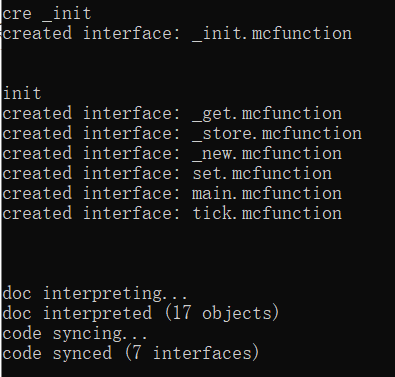 cre _init
created interface: _init.mcfunction
init
created interface: _get.mcfunction
created interface: _store.mcfunction
created interface: _new.mcfunction
created interface: set.mcfunction
created interface: main.mcfunction
created interface: tick.mcfunction
doc interpreting...
doc interpreted (17 objects)
code syncing...
code synced (7 interfaces)